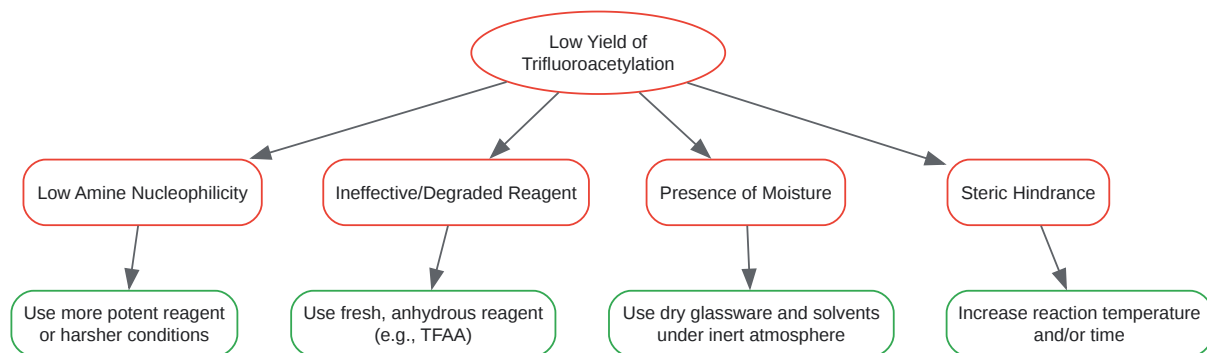 Low Yield of
Trifluoroacetylation
Low Amine Nucleophilicity
Ineffective/Degraded Reagent
Presence of Moisture
Steric Hindrance
Use more potent reagent
or harsher conditions
Use fresh, anhydrous reagent
(e.g., TFAA)
Use dry glassware and solvents
under inert atmosphere
Increase reaction temperature
and/or time